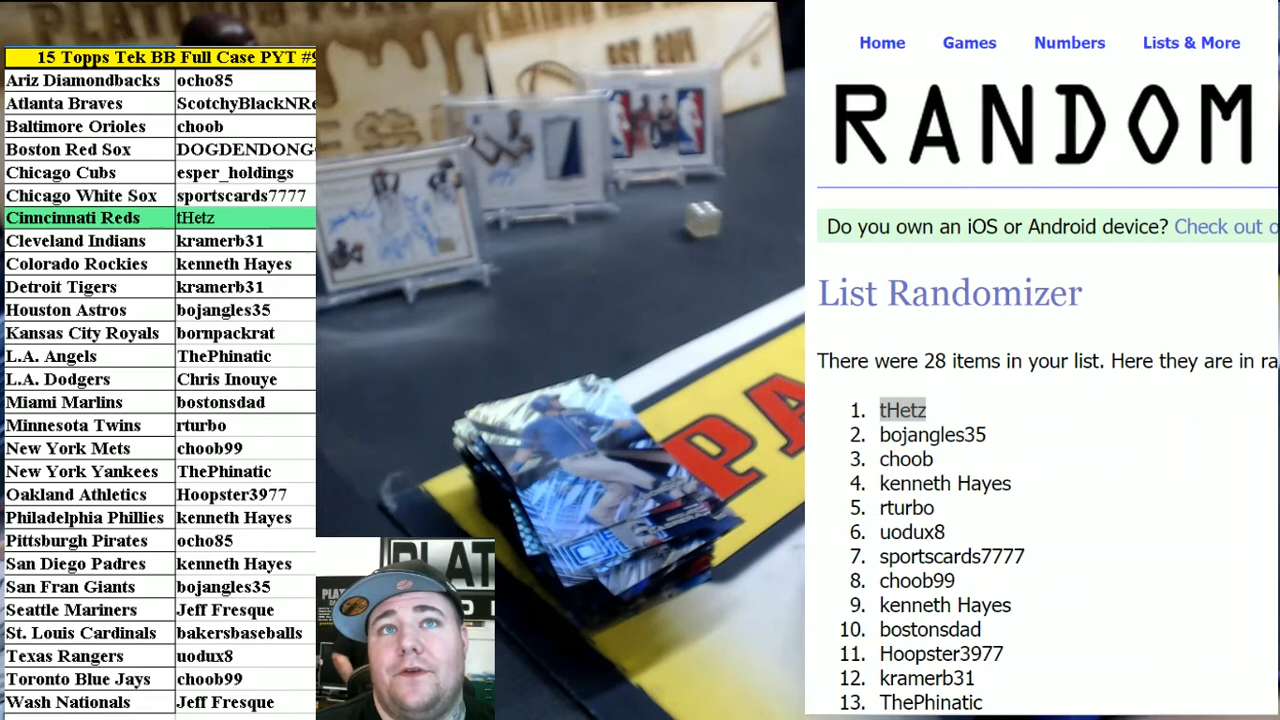 15 Topps Tek BB Full Case PYT #9
Ariz Diamondbacks ocho85
Atlanta Braves ScotchyBlackNRe
Baltimore Orioles choob
Boston Red Sox DOGDENDONG
Chicago Cubs esper_holdings
Chicago White Sox sportscards7777
Cinncinnati Reds tHetz
Cleveland Indians kramerb31
Colorado Rockies kenneth Hayes
Detroit Tigers kramerb31
Houston Astros bojangles35
Kansas City Royals bornpackrat
L.A. Angels ThePhinatic
L.A. Dodgers Chris Inouye
Miami Marlins bostonsdad
Minnesota Twins rturbo
New York Mets choob99
New York Yankees ThePhinatic
Oakland Athletics Hoopster3977
Philadelphia Phillies kenneth Hayes
Pittsburgh Pirates ocho85
San Diego Padres kenneth Hayes
San Fran Giants bojangles35
Seattle Mariners Jeff Fresque
St. Louis Cardinals bakersbaseballs
Texas Rangers uodux8
Toronto Blue Jays choob99
Wash Nationals Jeff Fresque
EST. 2011
PA
PLAT
Home Games Numbers Lists & More
RANDOM
Do you own an iOS or Android device? Check out o
List Randomizer
There were 28 items in your list. Here they are in ra
1. tHetz
2. bojangles35
3. choob
4. kenneth Hayes
5. rturbo
6. uodux8
7. sportscards7777
8. choob99
9. kenneth Hayes
10. bostonsdad
11. Hoopster3977
12. kramerb31
13. ThePhinatic